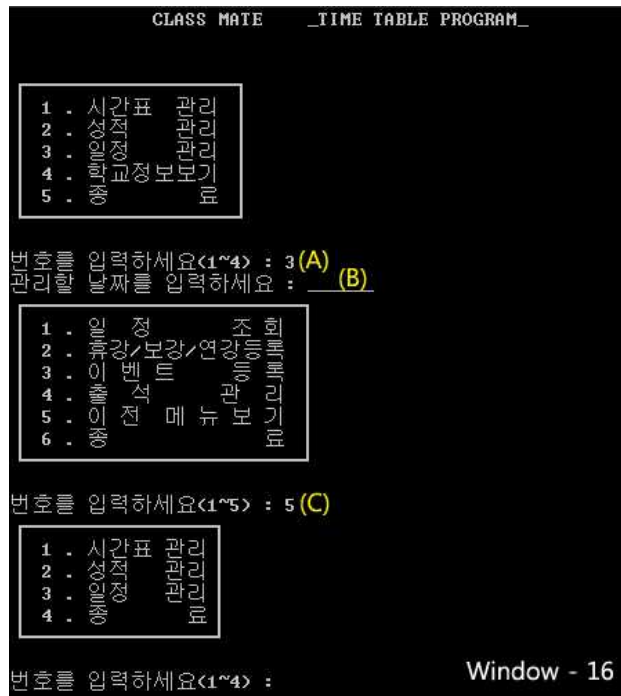 CLASS MATE _TIME TABLE PROGRAM_
1 . 시간표 관리
2 . 성적 관리
3 . 일정 관리
4 . 학교정보보기
5 . 종 료
번호를 입력하세요(1~4) : 3 (A)
관리할 날짜를 입력하세요 : ______ (B)
1 . 일 정 조 회
2 . 휴강/보강/연강등록
3 . 이 벤 트 등 록
4 . 출 석 관 리
5 . 이 전 메 뉴 보 기
6 . 종 료
번호를 입력하세요(1~5) : 5 (C)
1 . 시간표 관리
2 . 성적 관리
3 . 일정 관리
4 . 종 료
번호를 입력하세요(1~4) :
Window - 16